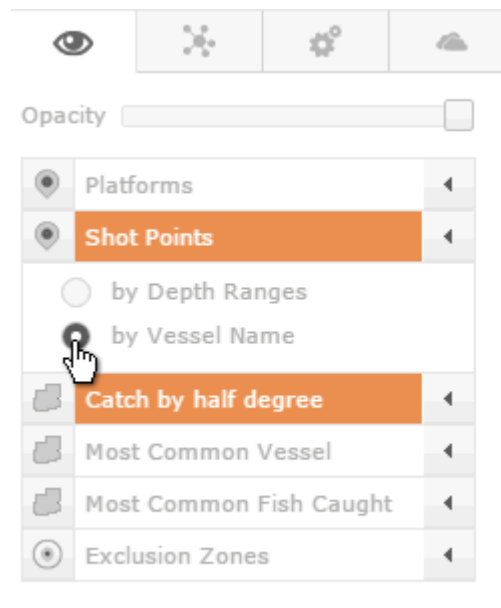 Opacity
Platforms
Shot Points
by Depth Ranges
by Vessel Name
Catch by half degree
Most Common Vessel
Most Common Fish Caught
Exclusion Zones